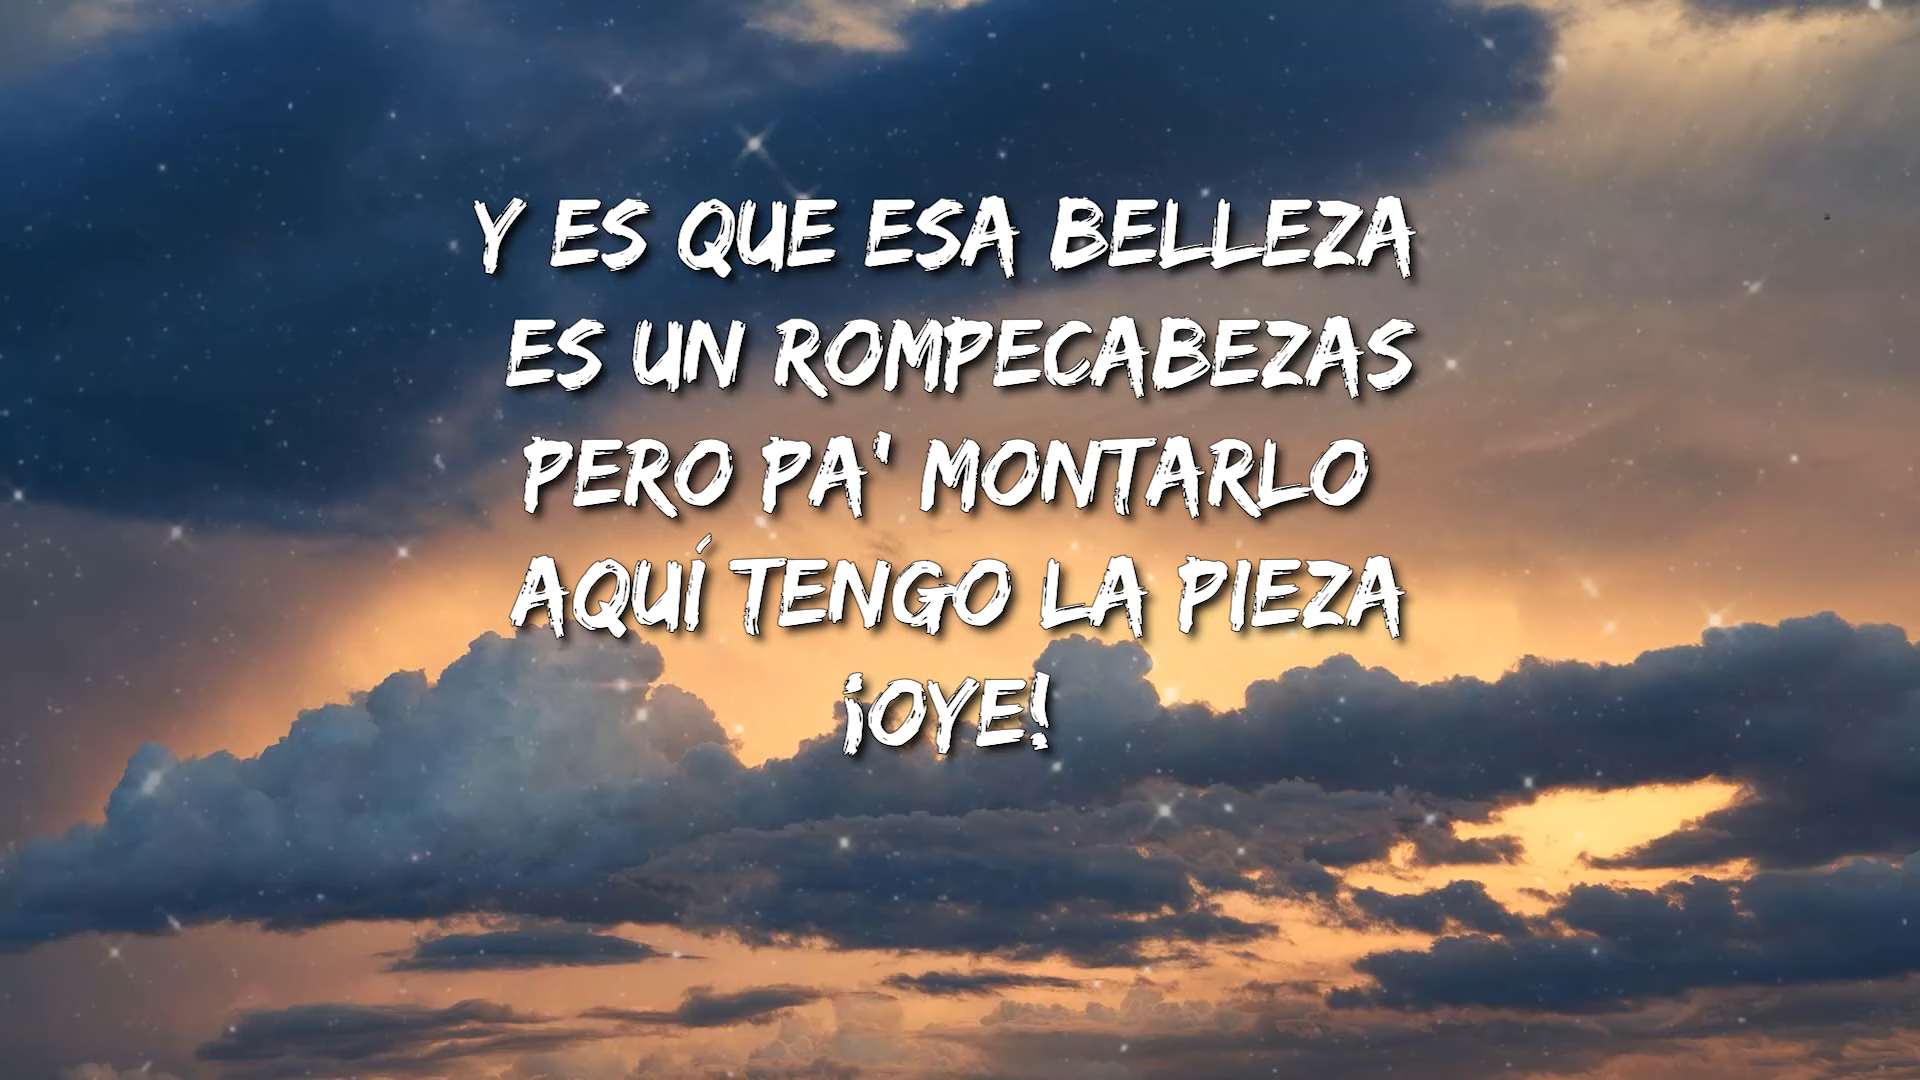 Y ES QUE ESA BELLEZA
ES UN ROMPECABEZAS
PERO PA' MONTARLO
AQUÍ TENGO LA PIEZA
¡OYE!